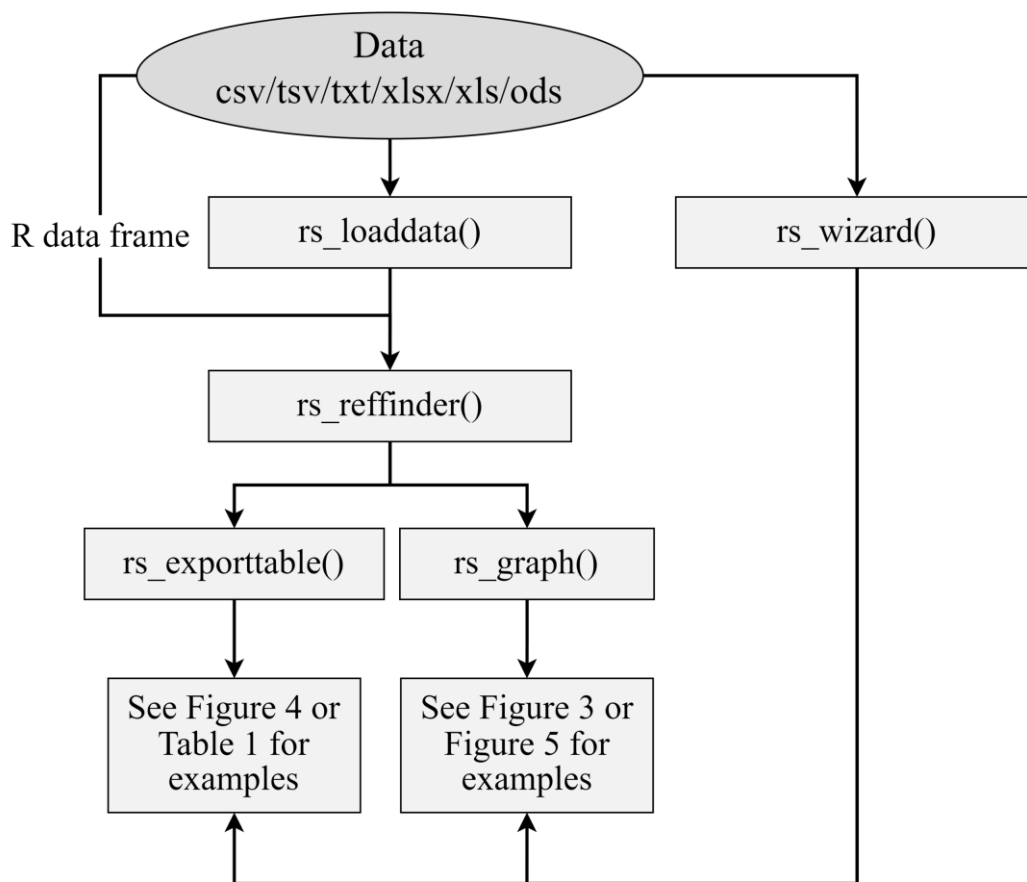 Data
csv/tsv/txt/xlsx/xls/ods
rs_loaddata()
rs_wizard()
R data frame
rs_reffinder()
rs_exporttable()
rs_graph()
See Figure 4 or
Table 1 for
examples
See Figure 3 or
Figure 5 for
examples